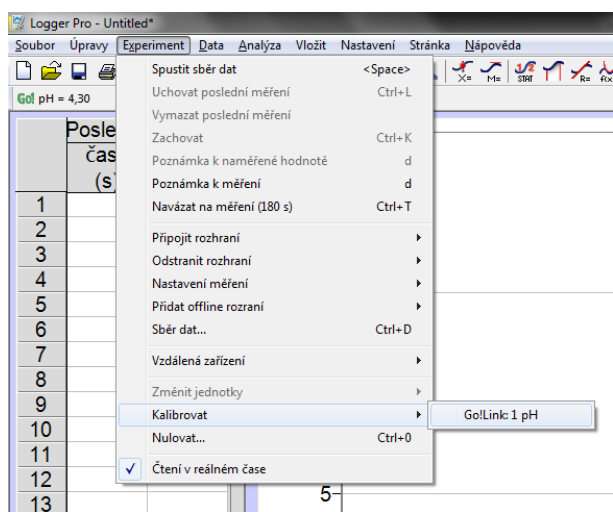 Logger Pro - Untitled*
Soubor Úpravy Experiment Data Analýza Vložit Nastavení Stránka Nápověda
X= M= 1/2 STAT R= f(x)
Go! pH = 4,30
Posle
čas
(s)
1
2
3
4
5
6
7
8
9
10
11
12
13
Spustit sběr dat <Space>
Uchovat poslední měření Ctrl+L
Vymazat poslední měření
Zachovat Ctrl+K
Poznámka k naměřené hodnotě d
Poznámka k měření d
Navázat na měření (180 s) Ctrl+T
Připojit rozhraní
Odstranit rozhraní
Nastavení měření
Přidat offline rozraní
Sběr dat... Ctrl+D
Vzdálená zařízení
Změnit jednotky
Kalibrovat
Go!Link: 1 pH
Nulovat... Ctrl+0
Čtení v reálném čase
5